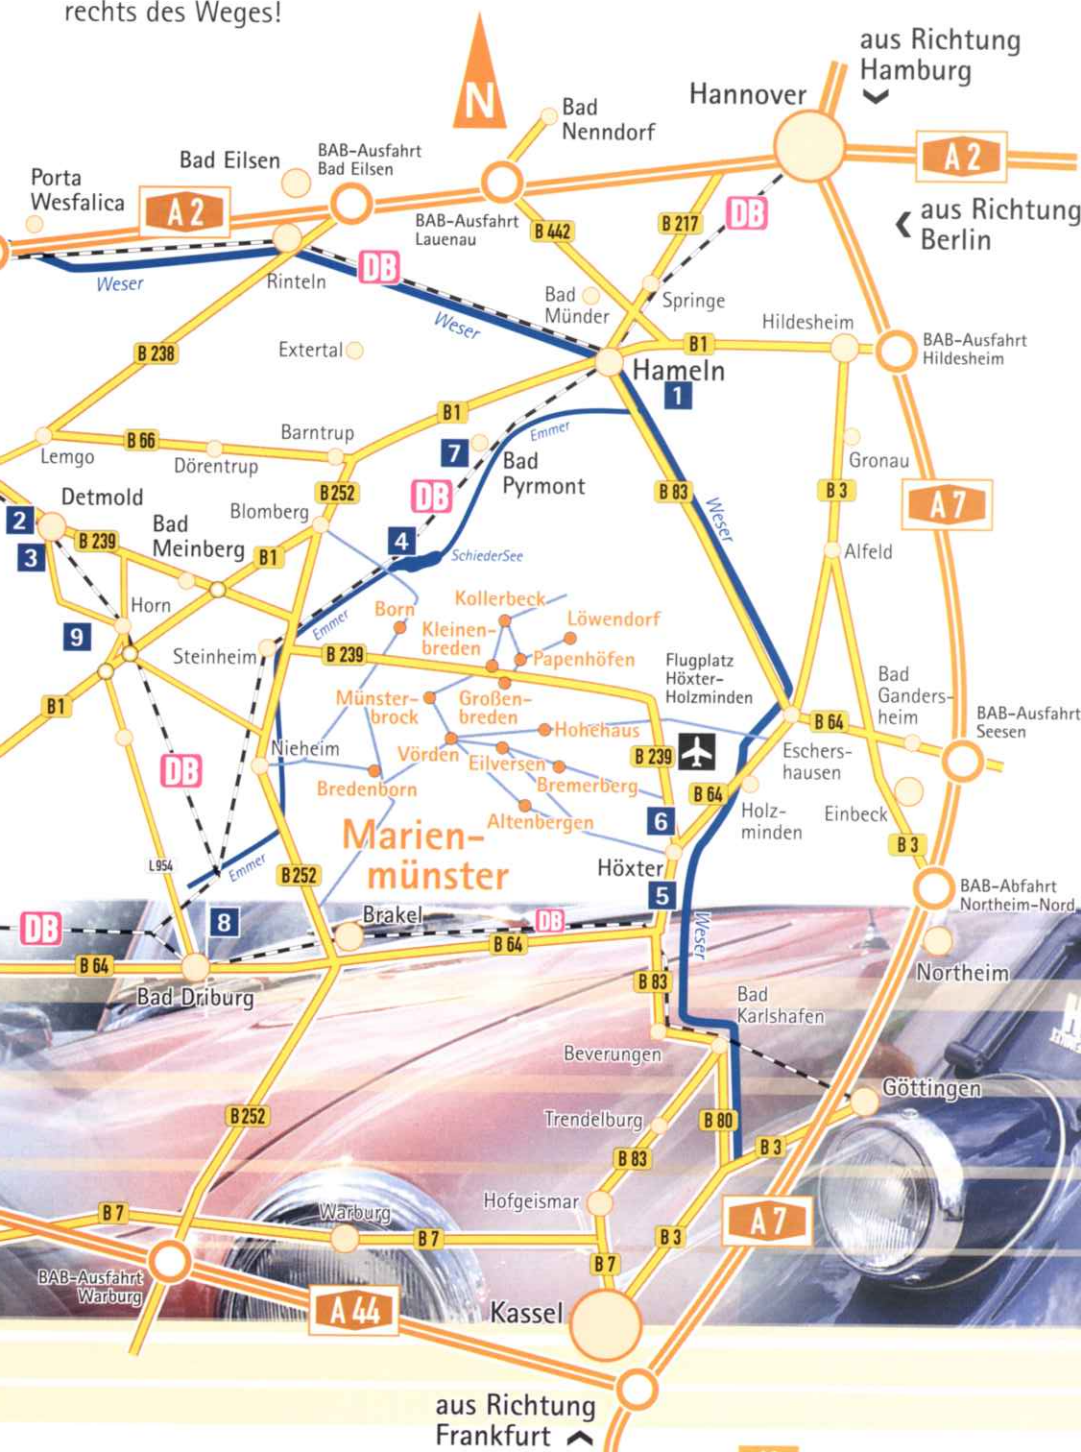 rechts des Weges!
aus Richtung
Hamburg
Hannover
N
Bad
Nenndorf
BAB-Ausfahrt
Bad Eilsen
Bad Eilsen
A 2
Porta
Wesfalica
A 2
BAB-Ausfahrt
Lauenau
B 442
B 217
DB
aus Richtung
Berlin
DB
Weser
Rinteln
Weser
Bad
Münder
Springe
Hildesheim
BAB-Ausfahrt
Hildesheim
B 238
Extertal
B1
Hameln
1
B1
B 66
Barntrup
Lemgo
Dörentrup
7
Emmer
Bad
Pyrmont
Gronau
DB
B 252
B 83
B 3
A 7
Weser
Detmold
2
3
B 239
Bad
Meinberg
Blomberg
B1
4
SchiederSee
Alfeld
Horn
9
Emmer
Born
Kollerbeck
Kleinen-
breden
Löwendorf
Papenhöfen
Steinheim
B 239
Flugplatz
Höxter-
Holzminden
Bad
Ganders-
heim
B1
Münster-
brock
Großen-
breden
B 64
BAB-Ausfahrt
Seesen
Hohehaus
Vörden
Eilversen
Nieheim
DB
B 239
Eschers-
hausen
Bredenborn
Bremerberg
B 64
Altenbergen
6
Holz-
minden
Einbeck
Marien-
münster
B 3
L954
Emmer
B 252
Höxter
5
BAB-Abfahrt
Northeim-Nord
DB
8
Brakel
DB
B 64
Weser
B 64
Northeim
Bad Driburg
B 83
Bad
Karlshafen
Beverungen
Göttingen
B 252
Trendelburg
B 80
B 3
B 83
Hofgeismar
B 7
Warburg
B 7
B 3
A 7
B 7
BAB-Ausfahrt
Warburg
A 44
Kassel
aus Richtung
Frankfurt